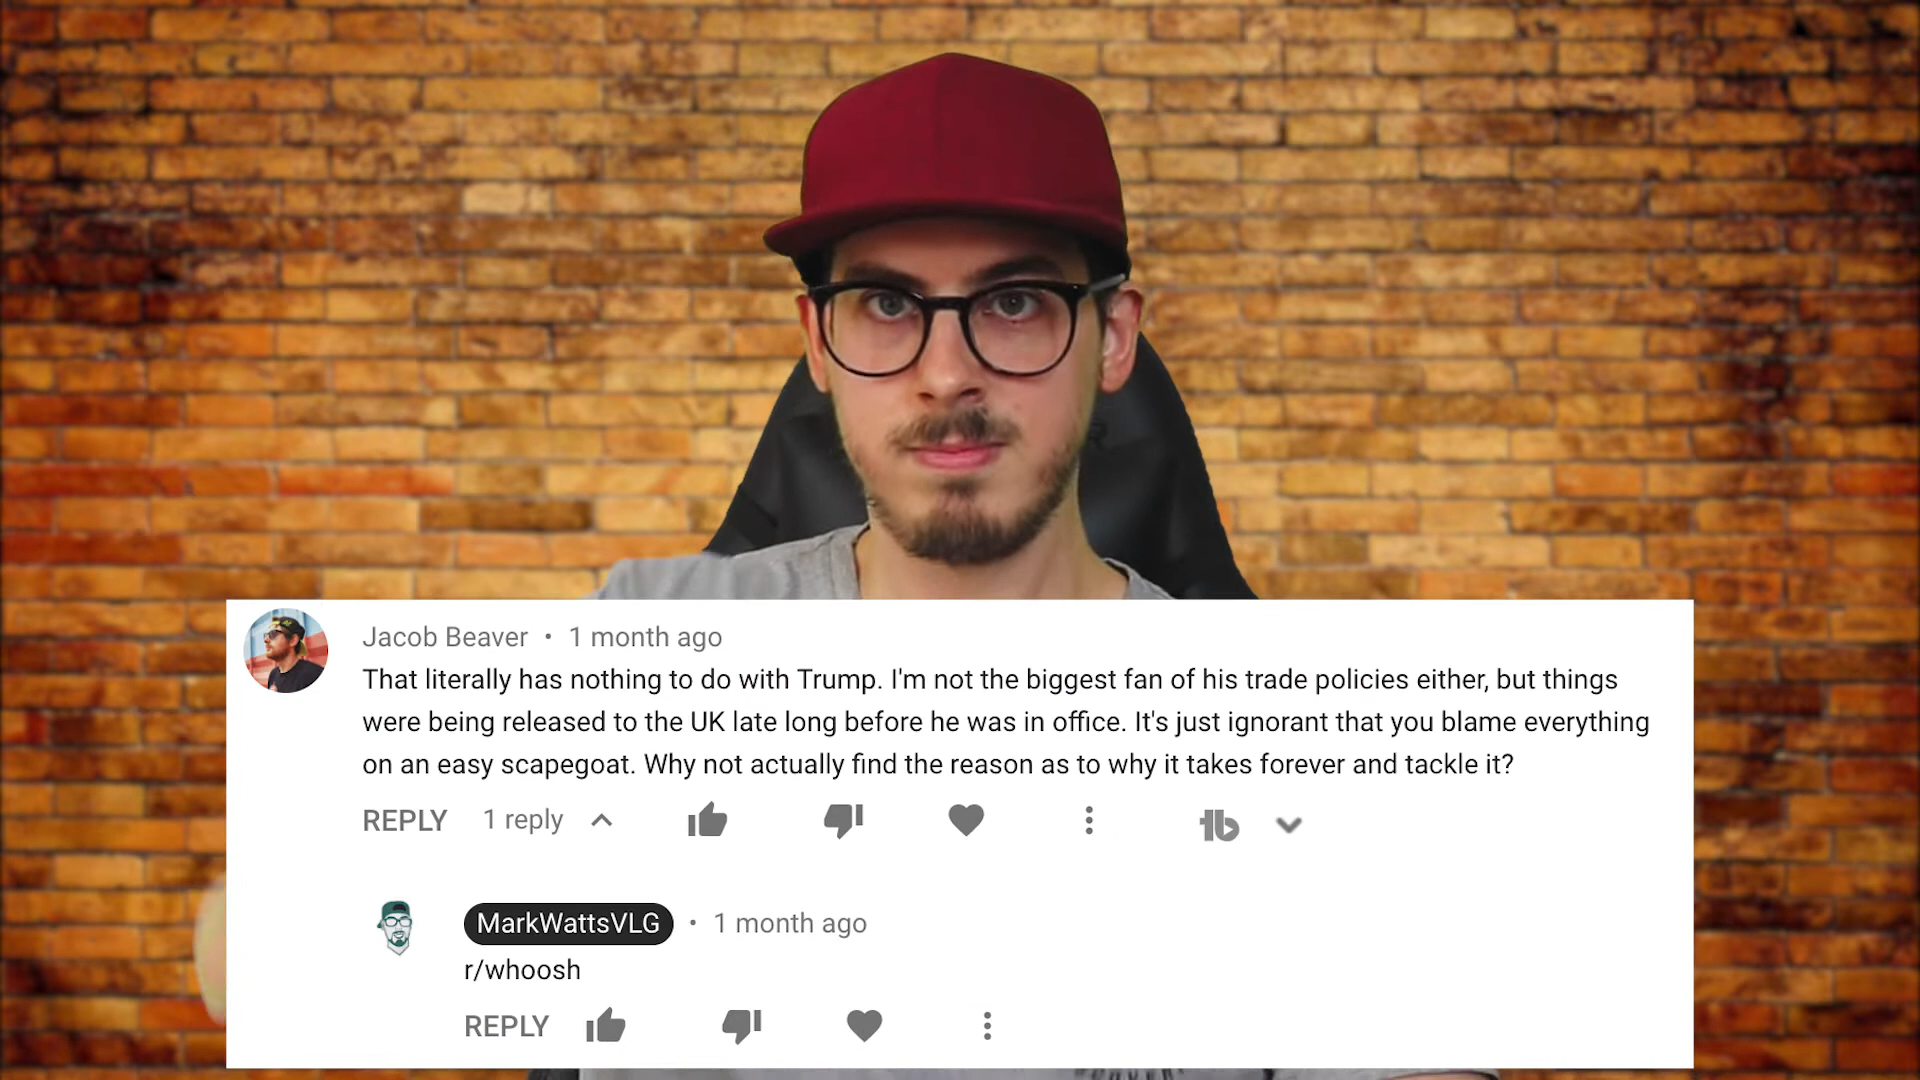 Jacob Beaver • 1 month ago
That literally has nothing to do with Trump. I'm not the biggest fan of his trade policies either, but things
were being released to the UK late long before he was in office. It's just ignorant that you blame everything
on an easy scapegoat. Why not actually find the reason as to why it takes forever and tackle it?
REPLY 1 reply
MarkWattsVLG • 1 month ago
r/whoosh
REPLY